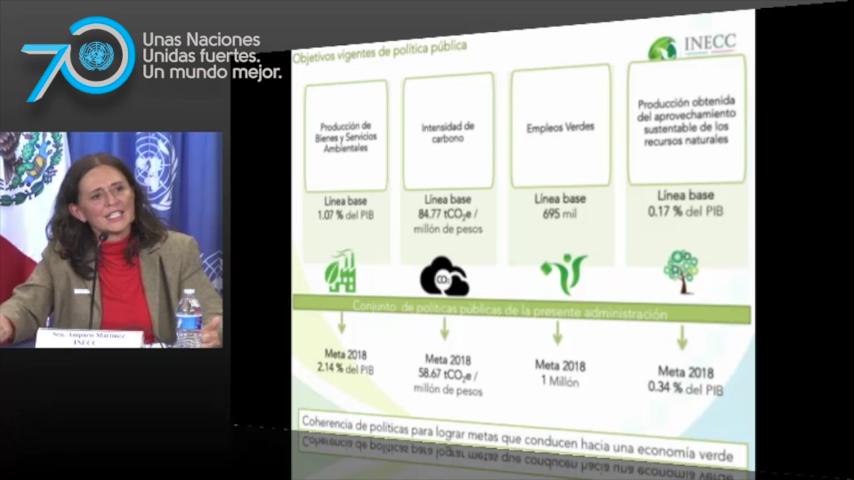 70
Unas Naciones
Unidas fuertes.
Un mundo mejor.
Objetivos vigentes de política pública
INECC
Producción de
Bienes y Servicios
Ambientales
Intensidad de
carbono
Empleos Verdes
Producción obtenida
del aprovechamiento
sustentable de los
recursos naturales
Línea base
1.07 % del PIB
Línea base
84.77 tCO₂e /
millón de pesos
Línea base
695 mil
Línea base
0.17 % del PIB
CO₂
Conjunto de políticas públicas de la presente administración
Meta 2018
2.14 % del PIB
Meta 2018
58.67 tCO₂e /
millón de pesos
Meta 2018
1 Millón
Meta 2018
0.34 % del PIB
Coherencia de políticas para lograr metas que conducen hacia una economía verde
Amparo Martínez
INECC